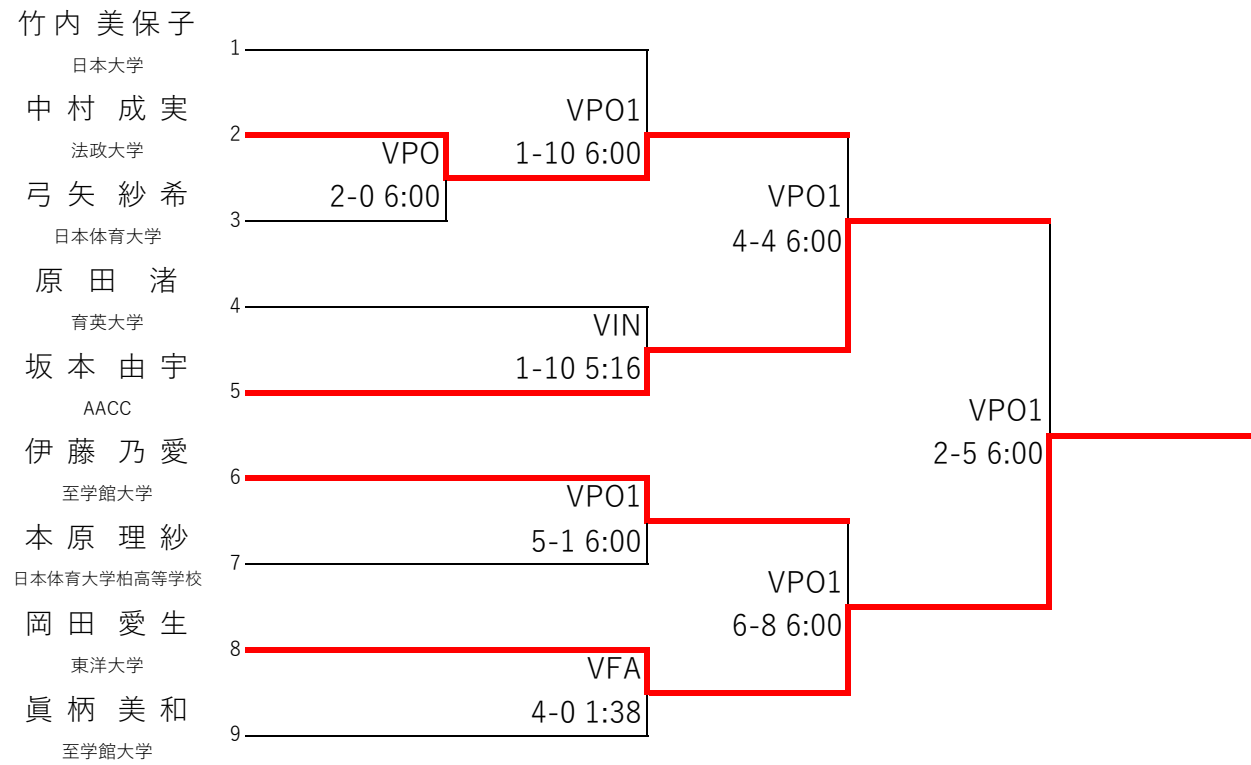 竹内 美保子
1
日本大学
中村 成実
2
法政大学
弓矢 紗希
3
日本体育大学
原田 渚
4
育英大学
坂本 由宇
5
AACC
伊藤 乃愛
6
至学館大学
本原 理紗
7
日本体育大学柏高等学校
岡田 愛生
8
東洋大学
眞柄 美和
9
至学館大学
VPO
2-0 6:00
VPO1
1-10 6:00
VIN
1-10 5:16
VPO1
5-1 6:00
VFA
4-0 1:38
VPO1
4-4 6:00
VPO1
6-8 6:00
VPO1
2-5 6:00